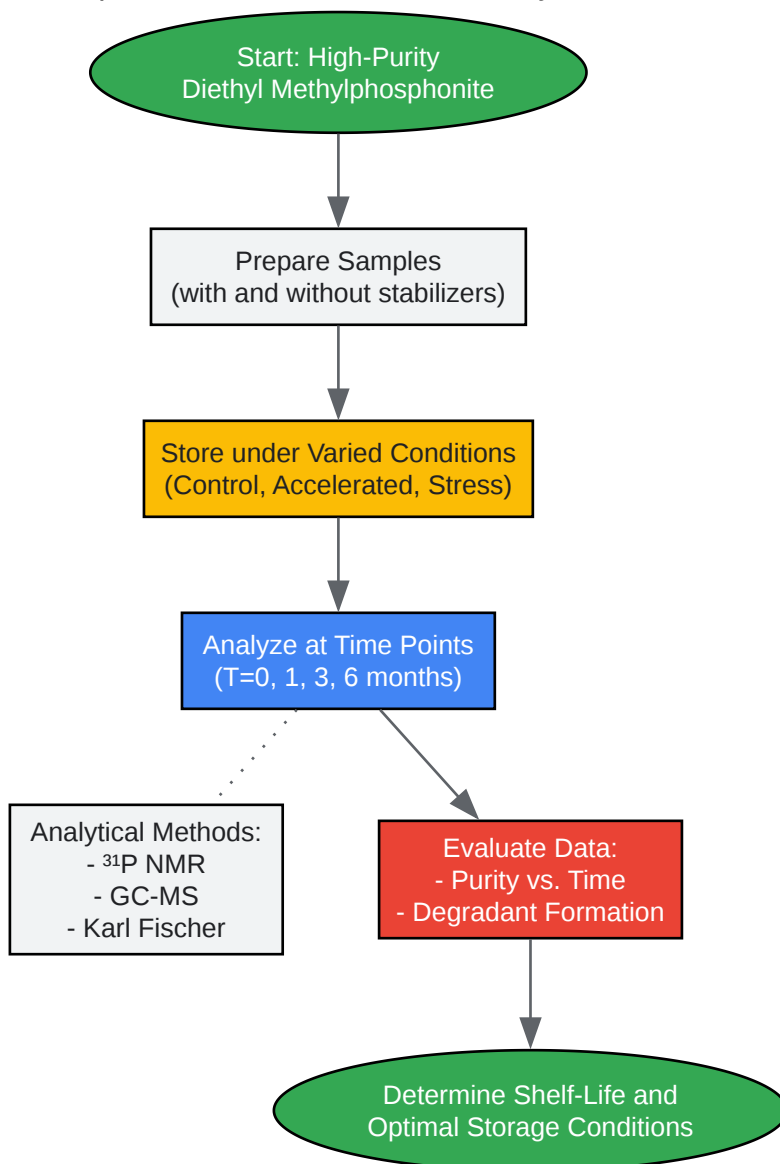 Start: High-Purity
Diethyl Methylphosphonite
Prepare Samples
(with and without stabilizers)
Store under Varied Conditions
(Control, Accelerated, Stress)
Analyze at Time Points
(T=0, 1, 3, 6 months)
Analytical Methods:
- ³¹P NMR
- GC-MS
- Karl Fischer
Evaluate Data:
- Purity vs. Time
- Degradant Formation
Determine Shelf-Life and
Optimal Storage Conditions